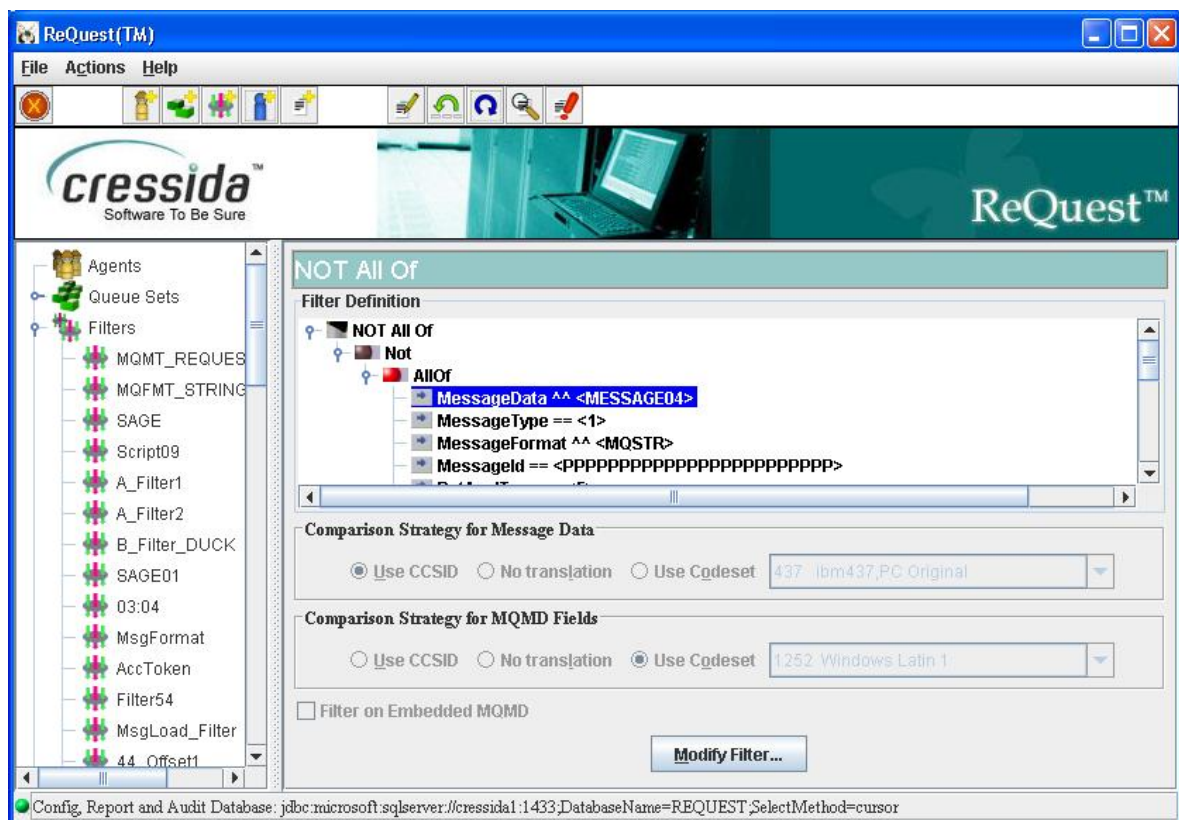 ReQuest(TM)
File Actions Help
cressida™
Software To Be Sure
ReQuest™
Agents
Queue Sets
Filters
MQMT_REQUES
MQFMT_STRING
SAGE
Script09
A_Filter1
A_Filter2
B_Filter_DUCK
SAGE01
03:04
MsgFormat
AccToken
Filter54
MsgLoad_Filter
44_Offset1
NOT All Of
Filter Definition
NOT All Of
Not
AllOf
MessageData ^^ <MESSAGE04>
MessageType == <1>
MessageFormat ^^ <MQSTR>
MessageId == <PPPPPPPPPPPPPPPPPPPPPPPP>
Comparison Strategy for Message Data
Use CCSID No translation Use Codeset 437 ibm437,PC Original
Comparison Strategy for MQMD Fields
Use CCSID No translation Use Codeset 1252 Windows Latin 1
Filter on Embedded MQMD
Modify Filter...
Config, Report and Audit Database: jdbc:microsoft:sqlserver://cressida1:1433;DatabaseName=REQUEST;SelectMethod=cursor